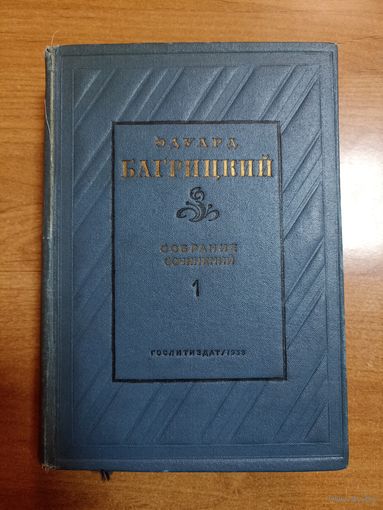 ЭДУАРД
БАГРИЦКИЙ
СОБРАНИЕ
СОЧИНЕНИЙ
1
ГОСЛИТИЗДАТ/1938